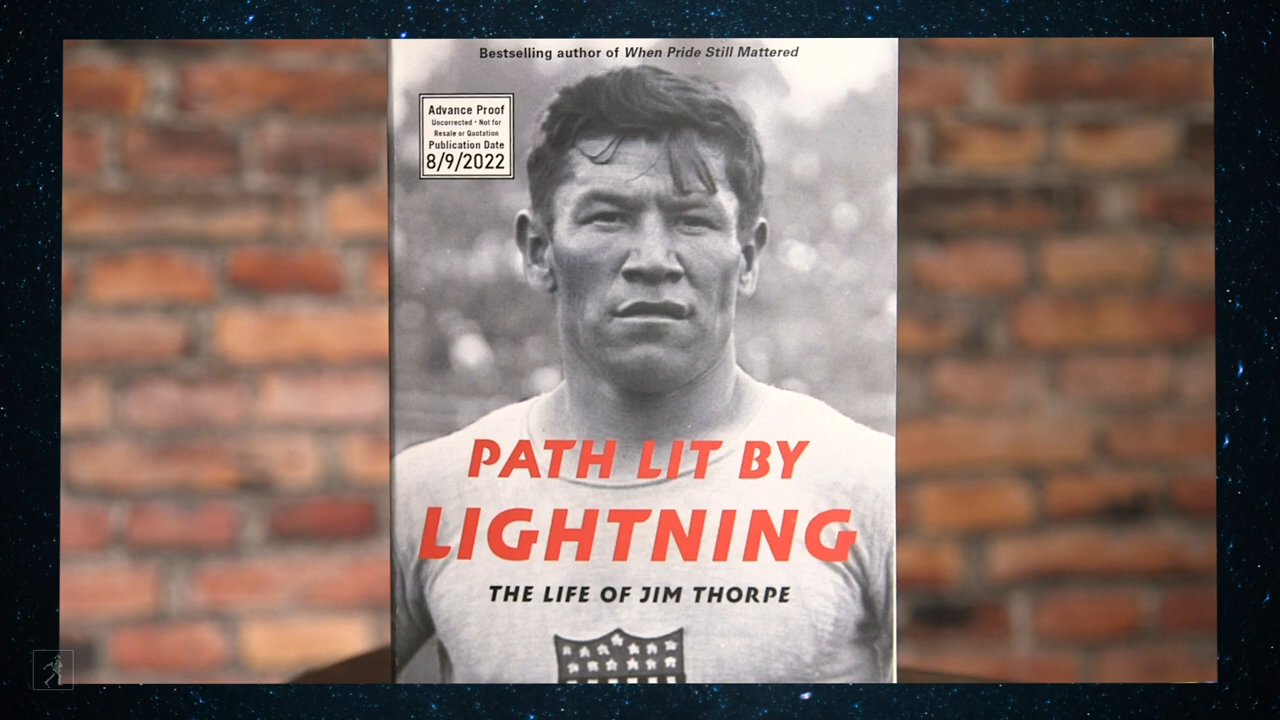 Bestselling author of When Pride Still Mattered
Advance Proof
Uncorrected • Not for
Resale or Quotation
Publication Date
8/9/2022
PATH LIT BY
LIGHTNING
THE LIFE OF JIM THORPE